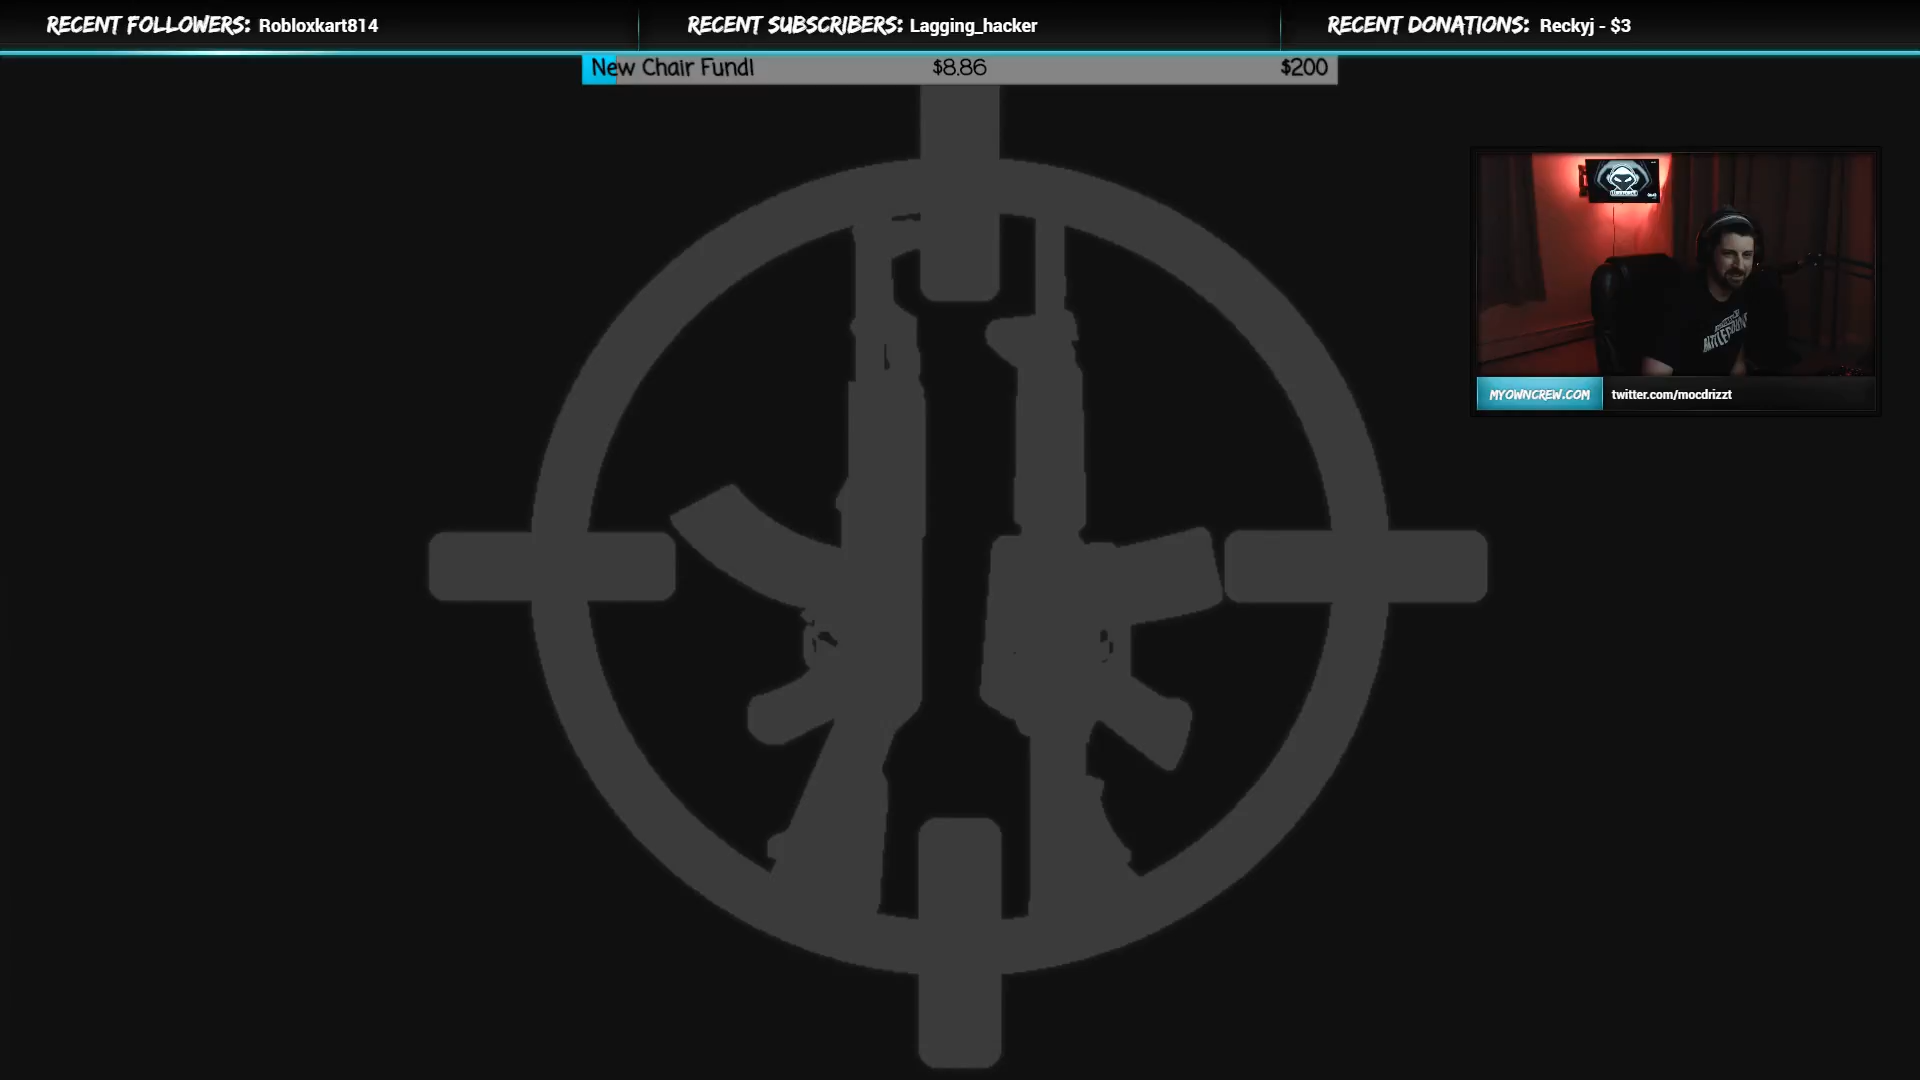 RECENT FOLLOWERS: Robloxkart814
RECENT SUBSCRIBERS: Lagging_hacker
RECENT DONATIONS: Reckyj - $3
New Chair Fund! $8.86 $200
BATTLEGROUNDS
MYOWNCREW.COM twitter.com/mocdrizzt